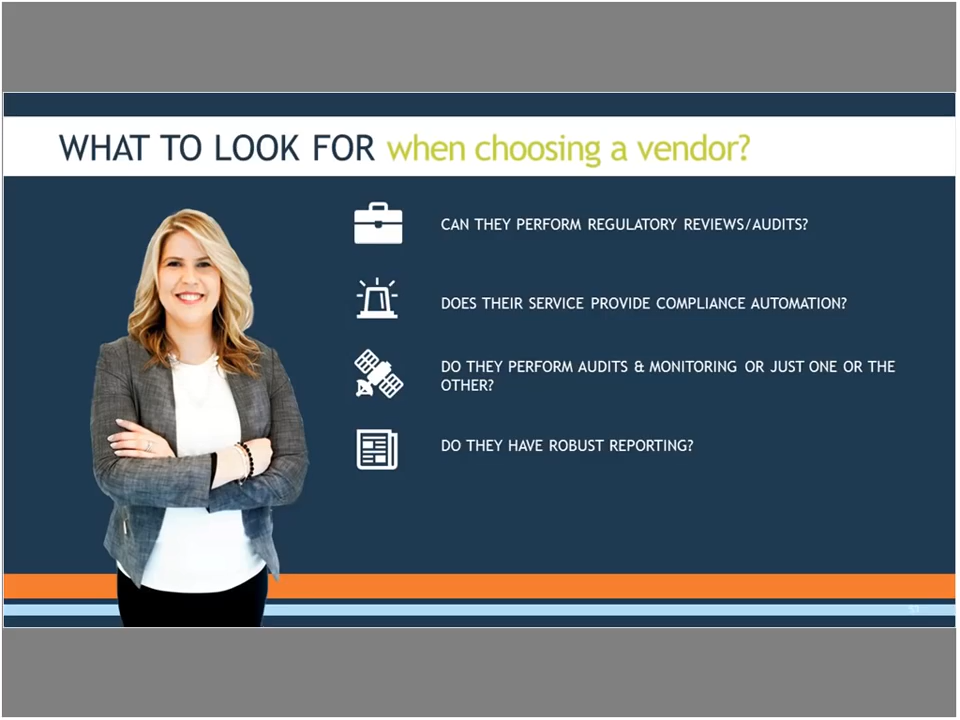 WHAT TO LOOK FOR when choosing a vendor?
CAN THEY PERFORM REGULATORY REVIEWS/AUDITS?
DOES THEIR SERVICE PROVIDE COMPLIANCE AUTOMATION?
DO THEY PERFORM AUDITS & MONITORING OR JUST ONE OR THE
OTHER?
DO THEY HAVE ROBUST REPORTING?